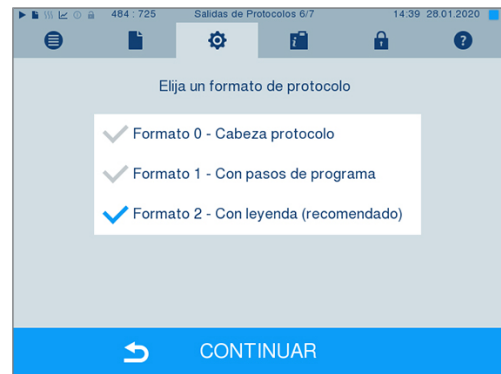 484 : 725 Salidas de Protocolos 6/7 14:39 28.01.2020
Elija un formato de protocolo
Formato 0 - Cabeza protocolo
Formato 1 - Con pasos de programa
Formato 2 - Con leyenda (recomendado)
CONTINUAR